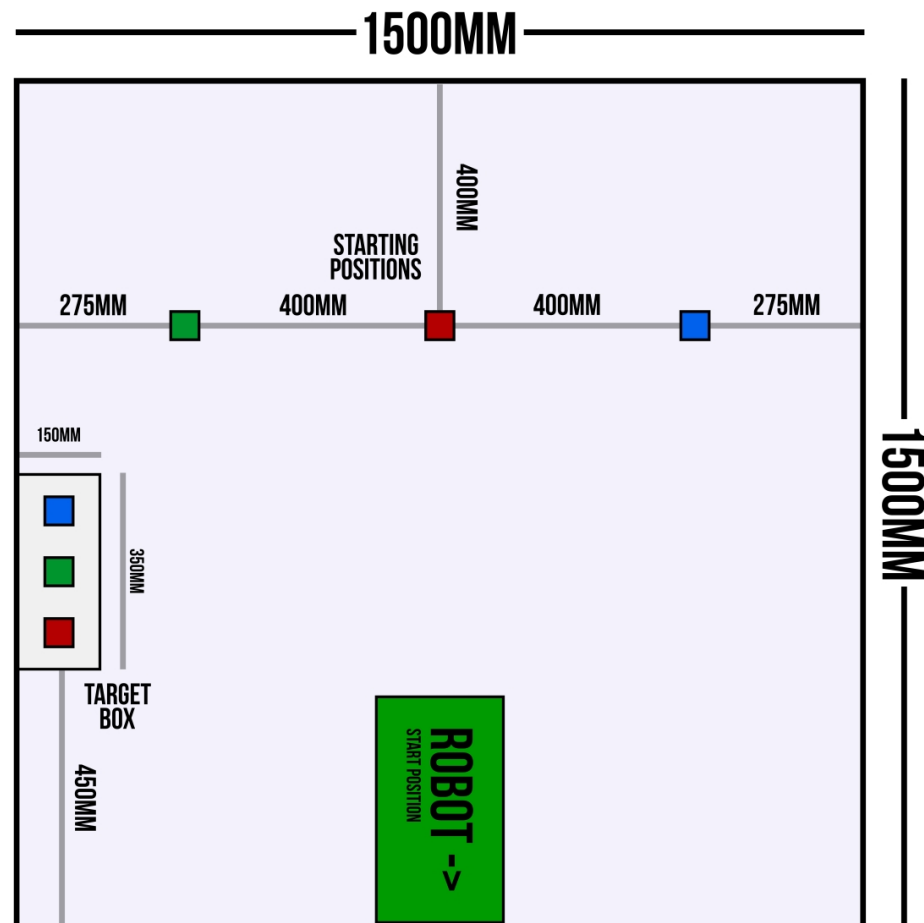 1500MM
400MM
STARTING
POSITIONS
275MM
400MM
400MM
275MM
1500MM
150MM
350MM
TARGET
BOX
450MM
ROBOT ->
START POSITION